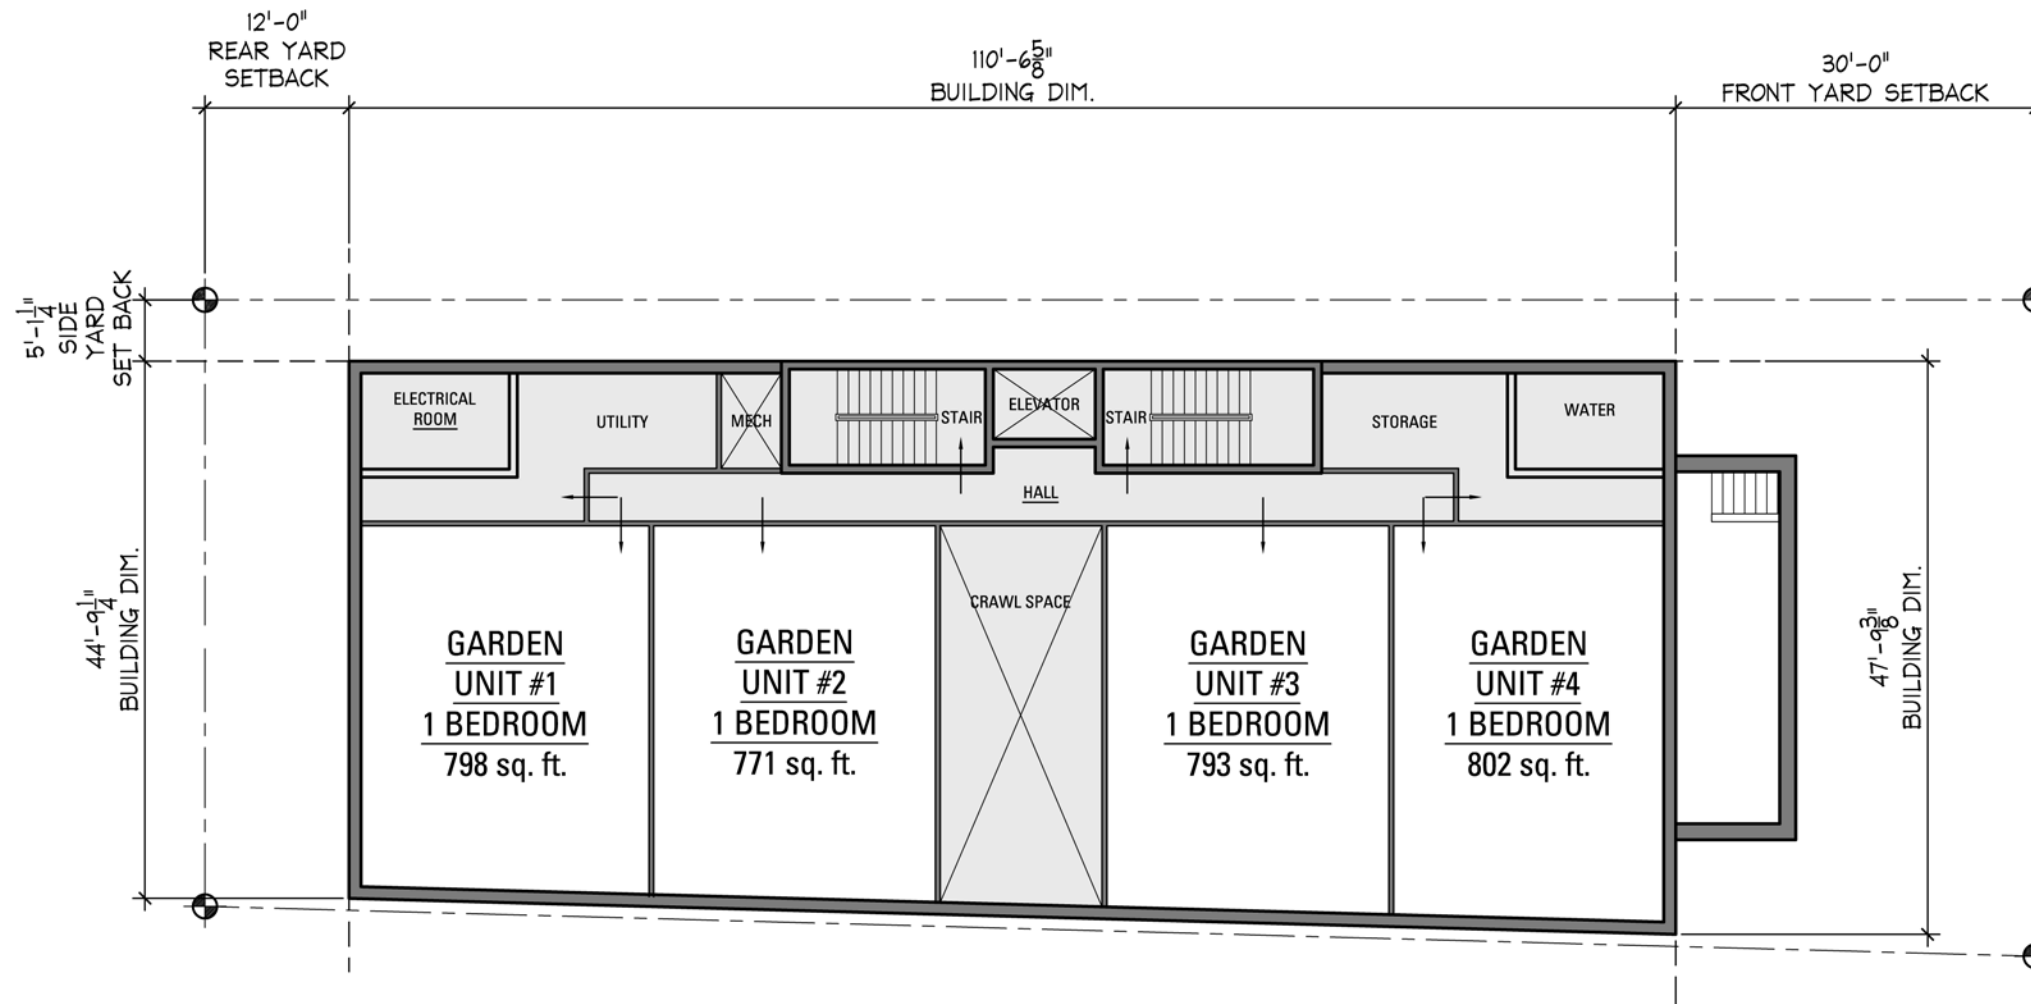 12'-0"
REAR YARD
SETBACK
110'-6 5/8"
BUILDING DIM.
30'-0"
FRONT YARD SETBACK
5'-1 1/4"
SIDE
YARD
SET BACK
ELECTRICAL
ROOM
UTILITY
MECH
STAIR
ELEVATOR
STAIR
STORAGE
WATER
HALL
CRAWL SPACE
44'-9 1/4"
BUILDING DIM.
GARDEN
UNIT #1
1 BEDROOM
798 sq. ft.
GARDEN
UNIT #2
1 BEDROOM
771 sq. ft.
GARDEN
UNIT #3
1 BEDROOM
793 sq. ft.
GARDEN
UNIT #4
1 BEDROOM
802 sq. ft.
47'-9 3/8"
BUILDING DIM.